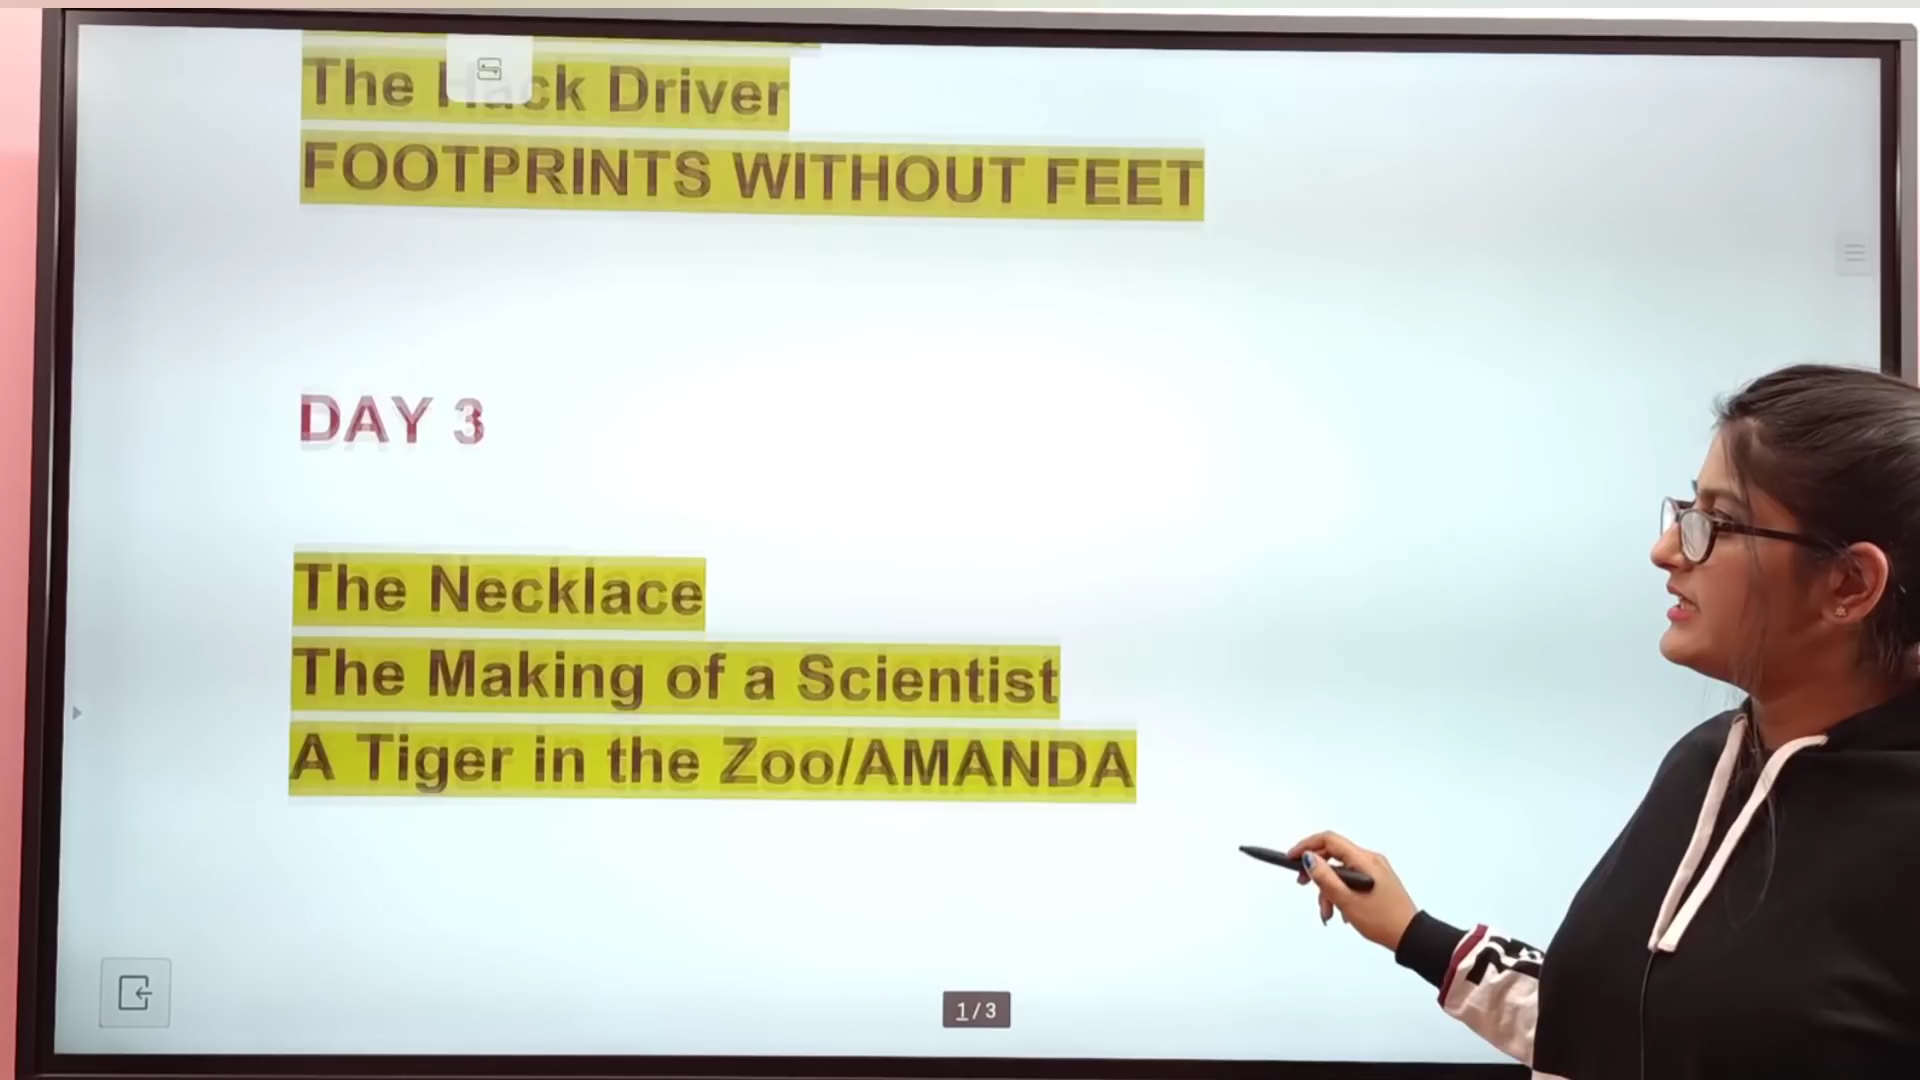 The Hack Driver
FOOTPRINTS WITHOUT FEET
DAY 3
The Necklace
The Making of a Scientist
A Tiger in the Zoo/AMANDA
1/3